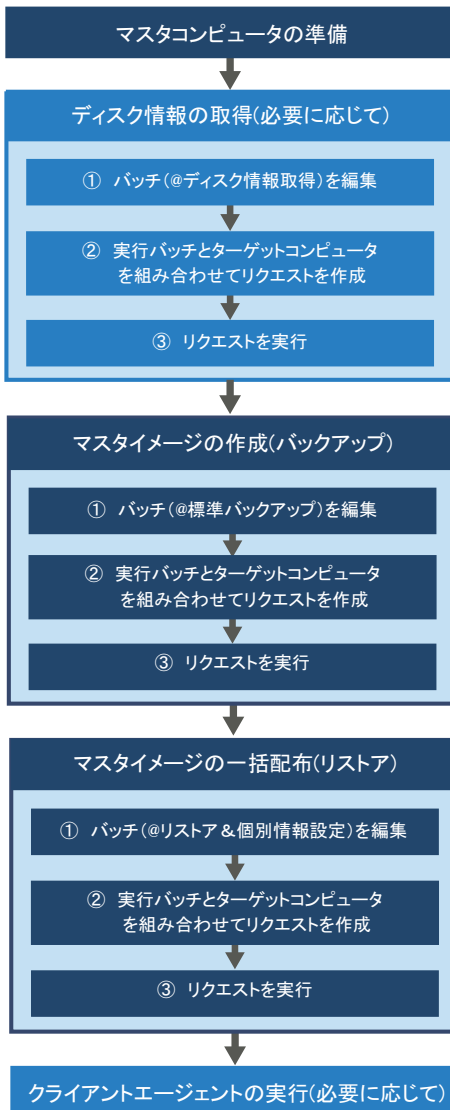 マスタコンピュータの準備
ディスク情報の取得(必要に応じて)
① バッチ(@ディスク情報取得)を編集
② 実行バッチとターゲットコンピュータ
を組み合わせてリクエストを作成
③ リクエストを実行
マスタイメージの作成(バックアップ)
① バッチ(@標準バックアップ)を編集
② 実行バッチとターゲットコンピュータ
を組み合わせてリクエストを作成
③ リクエストを実行
マスタイメージの一括配布(リストア)
① バッチ(@リストア&個別情報設定)を編集
② 実行バッチとターゲットコンピュータ
を組み合わせてリクエストを作成
③ リクエストを実行
クライアントエージェントの実行(必要に応じて)